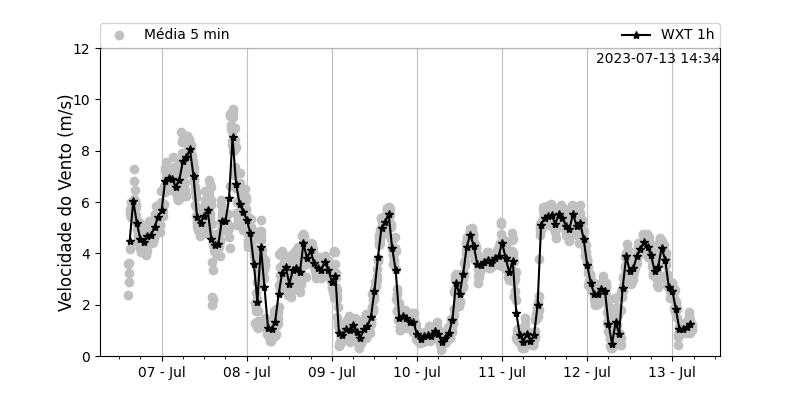 Média 5 min
WXT 1h
2023-07-13 14:34
Velocidade do Vento (m/s)
12
10
8
6
4
2
0
07 - Jul
08 - Jul
09 - Jul
10 - Jul
11 - Jul
12 - Jul
13 - Jul